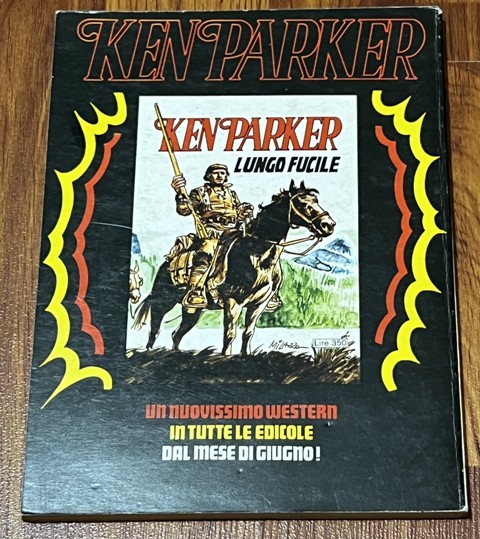 KEN PARKER
KEN PARKER
LUNGO FUCILE
MILAZZO
Lire 350
UN NUOVISSIMO WESTERN
IN TUTTE LE EDICOLE
DAL MESE DI GIUGNO!